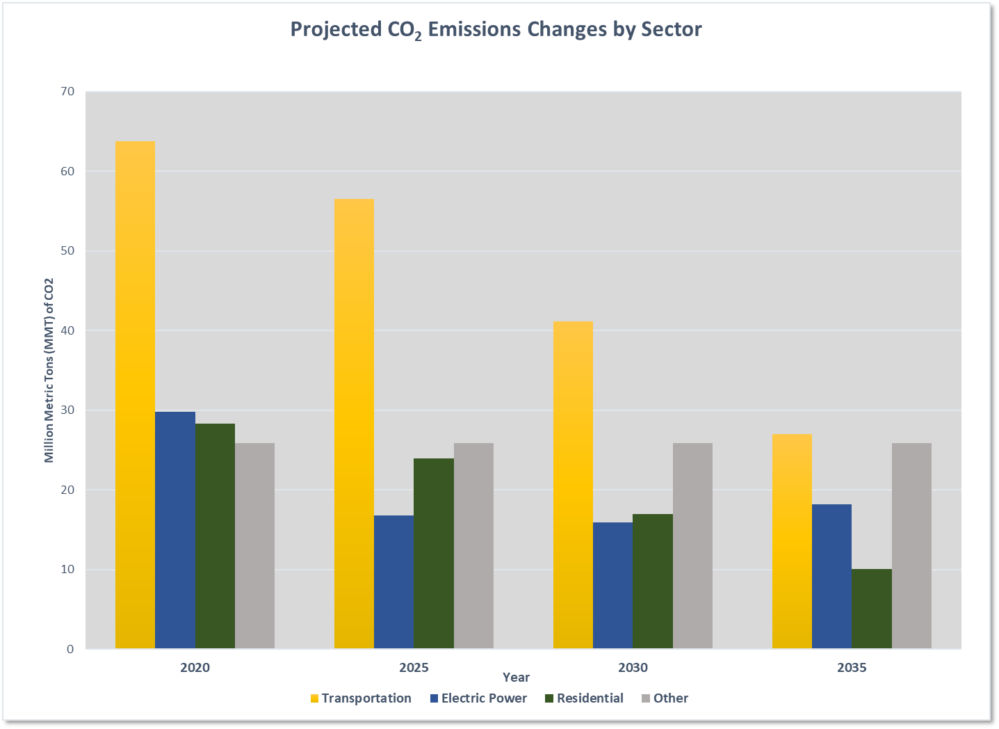 Projected CO₂ Emissions Changes by Sector
Million Metric Tons (MMT) of CO2
70
60
50
40
30
20
10
0
2020 2025 2030 2035
Year
Transportation Electric Power Residential Other